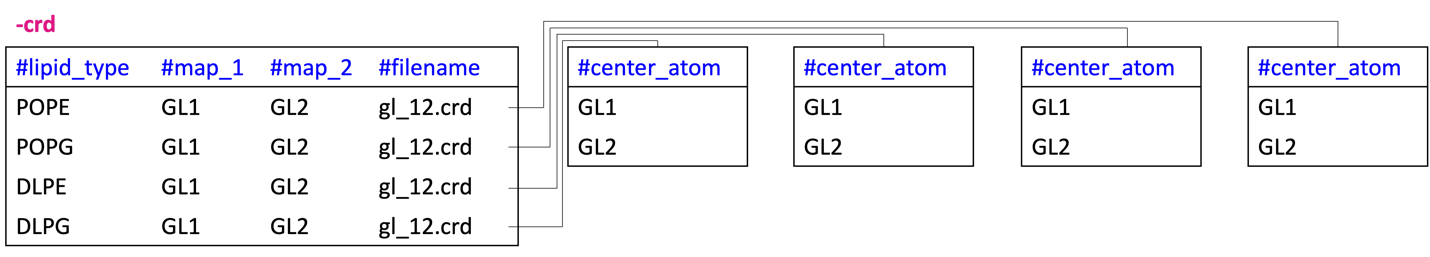 -crd
#lipid_type #map_1 #map_2 #filename
POPE GL1 GL2 gl_12.crd
POPG GL1 GL2 gl_12.crd
DLPE GL1 GL2 gl_12.crd
DLPG GL1 GL2 gl_12.crd
#center_atom
GL1
GL2
#center_atom
GL1
GL2
#center_atom
GL1
GL2
#center_atom
GL1
GL2